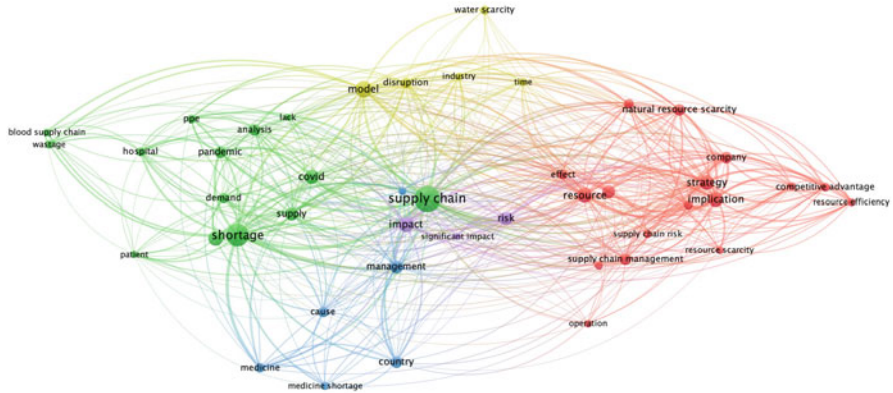 water scarcity
model
disruption
industry
time
natural resource scarcity
ppe
lack
analysis
blood supply chain
wastage
hospital
pandemic
company
covid
effect
strategy
competitive advantage
resource
implication
resource efficiency
demand
supply chain
supply
impact
risk
shortage
significant impact
supply chain risk
patient
resource scarcity
management
supply chain management
cause
operation
medicine
country
medicine shortage